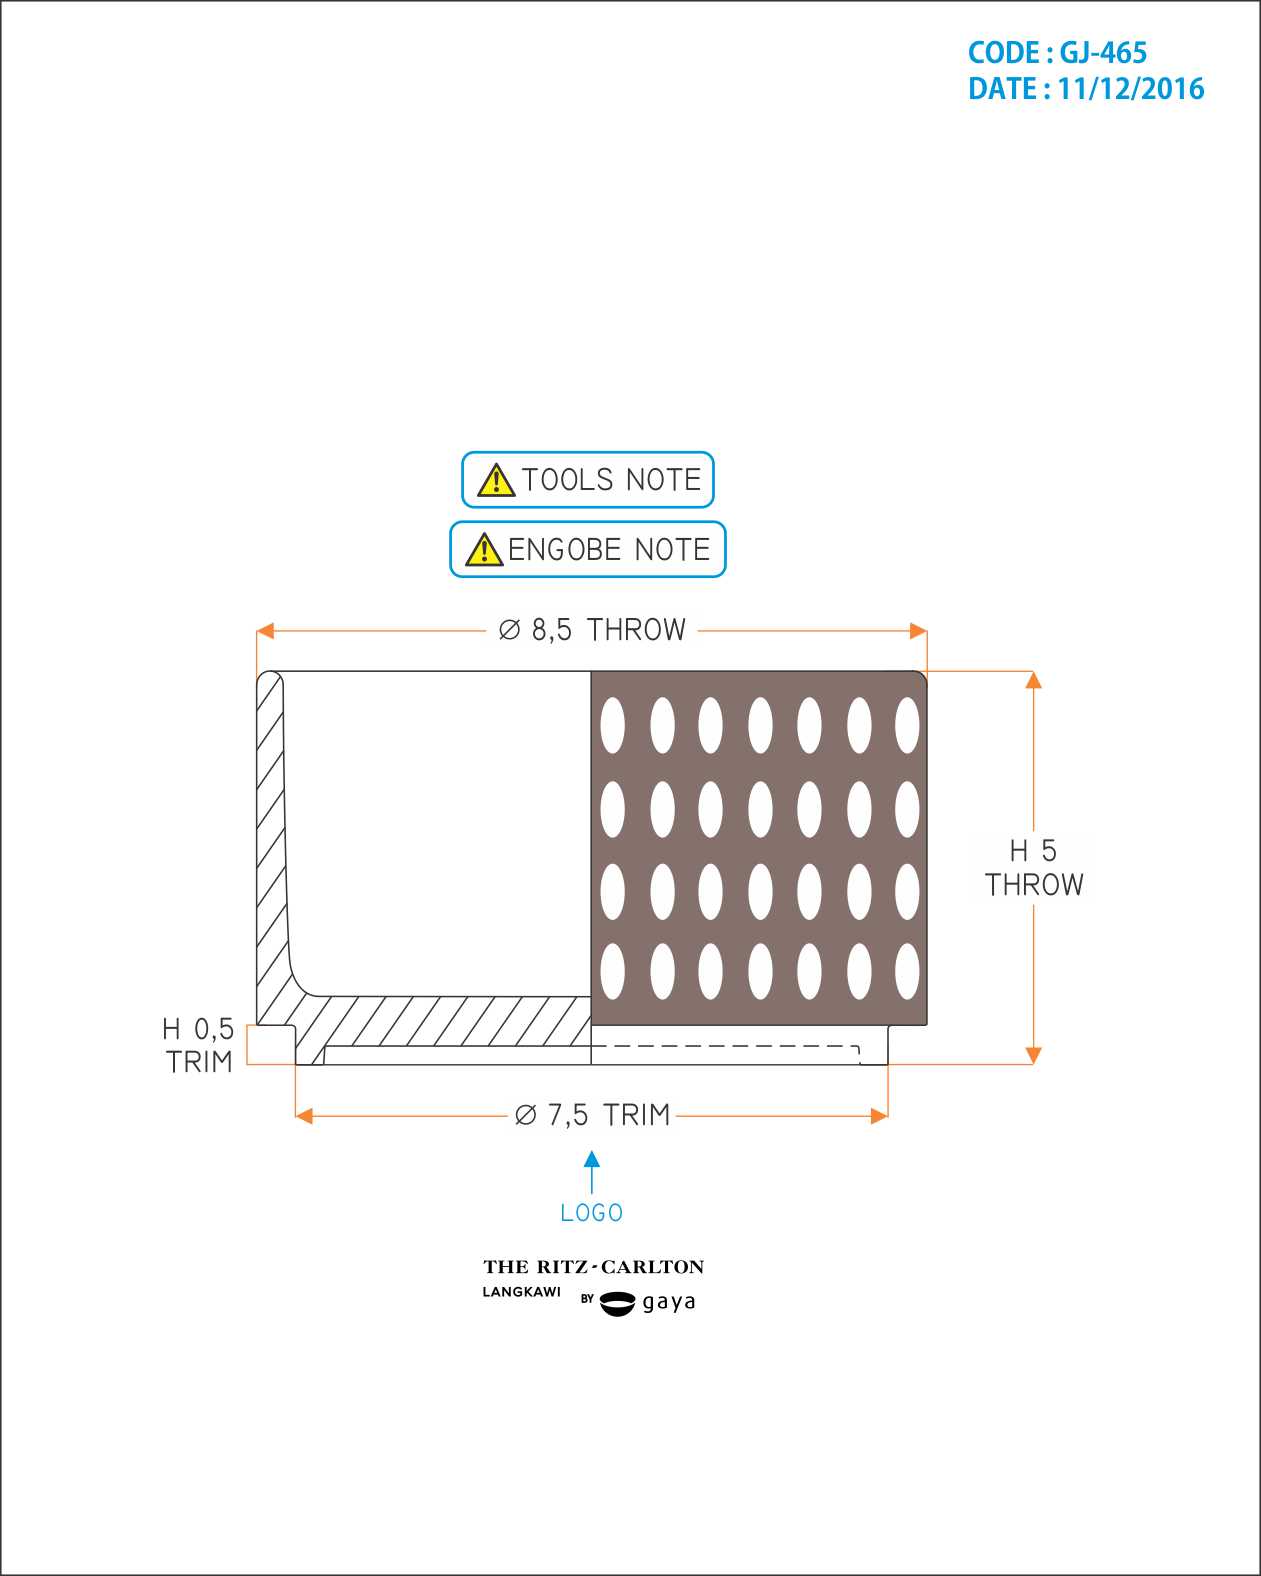 CODE : GJ-465
DATE : 11/12/2016
TOOLS NOTE
ENGOBE NOTE
Ø 8,5 THROW
H 5
THROW
H 0,5
TRIM
Ø 7,5 TRIM
LOGO
THE RITZ-CARLTON
LANGKAWI
BY gaya